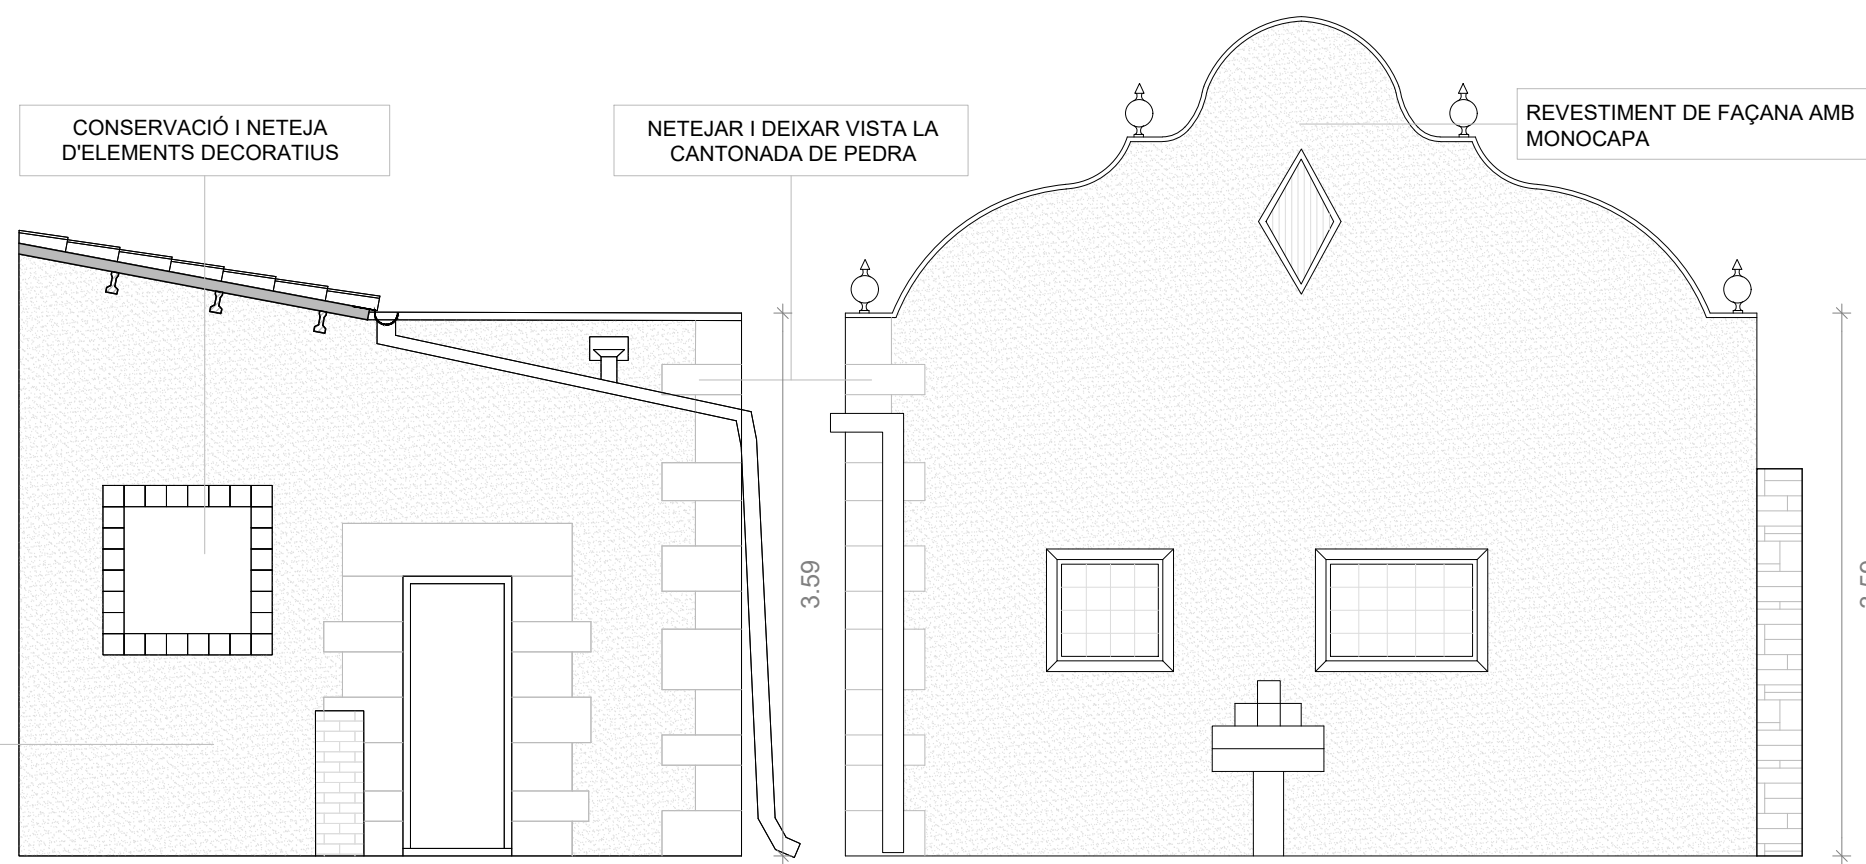 CONSERVACIÓ I NETEJA
D'ELEMENTS DECORATIUS
NETEJAR I DEIXAR VISTA LA
CANTONADA DE PEDRA
REVESTIMENT DE FAÇANA AMB
MONOCAPA
3.59